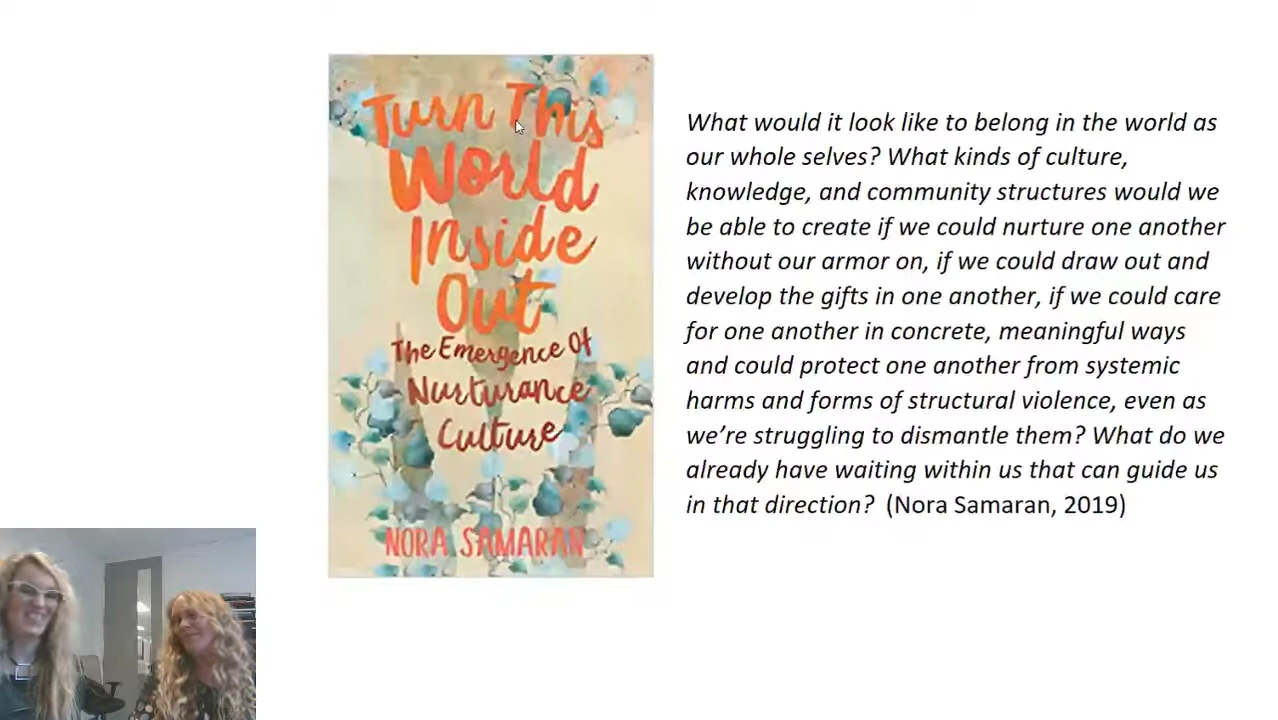 Turn This
World
Inside
Out
The Emergence Of
Nurturance
Culture
NORA SAMARAN
What would it look like to belong in the world as
our whole selves? What kinds of culture,
knowledge, and community structures would we
be able to create if we could nurture one another
without our armor on, if we could draw out and
develop the gifts in one another, if we could care
for one another in concrete, meaningful ways
and could protect one another from systemic
harms and forms of structural violence, even as
we’re struggling to dismantle them? What do we
already have waiting within us that can guide us
in that direction?  (Nora Samaran, 2019)